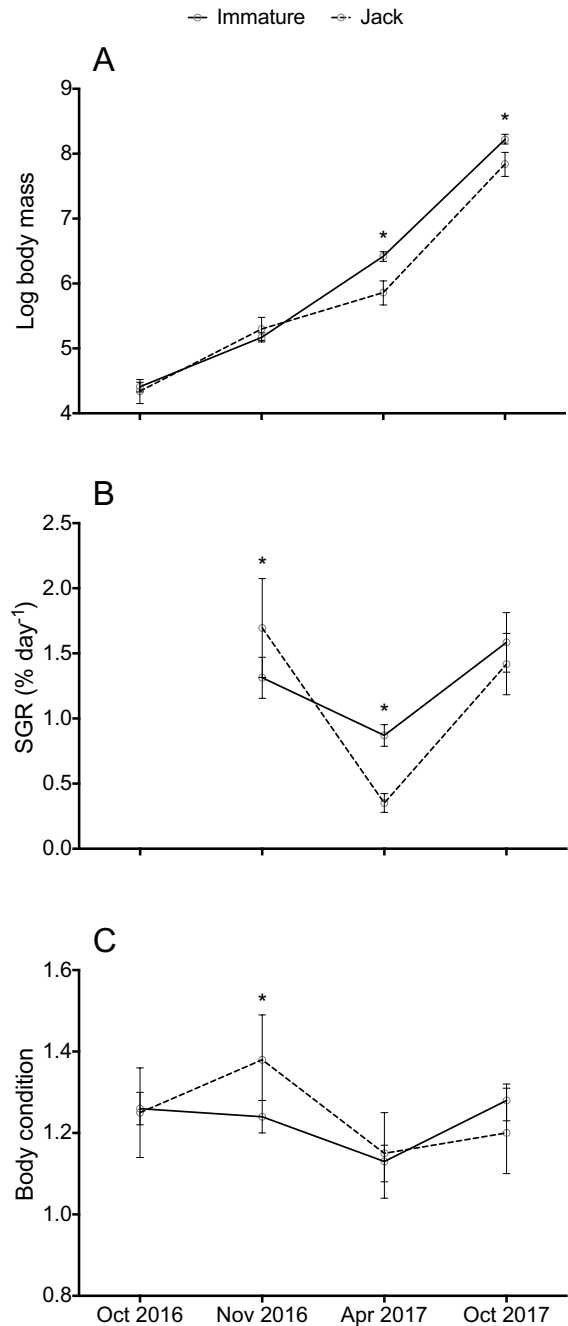 Immature Jack
A
9
8
7
6
5
4
Log body mass
*
*
B
2.5
2.0
1.5
1.0
0.5
0.0
SGR (% day-1)
*
*
C
1.6
1.4
1.2
1.0
0.8
Body condition
*
Oct 2016 Nov 2016 Apr 2017 Oct 2017